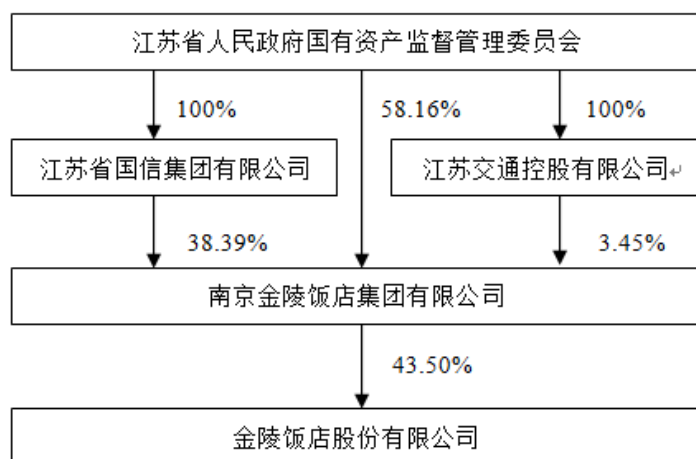 江苏省人民政府国有资产监督管理委员会
100%
58.16%
100%
江苏省国信集团有限公司
江苏交通控股有限公司↵
38.39%
3.45%
南京金陵饭店集团有限公司
43.50%
金陵饭店股份有限公司